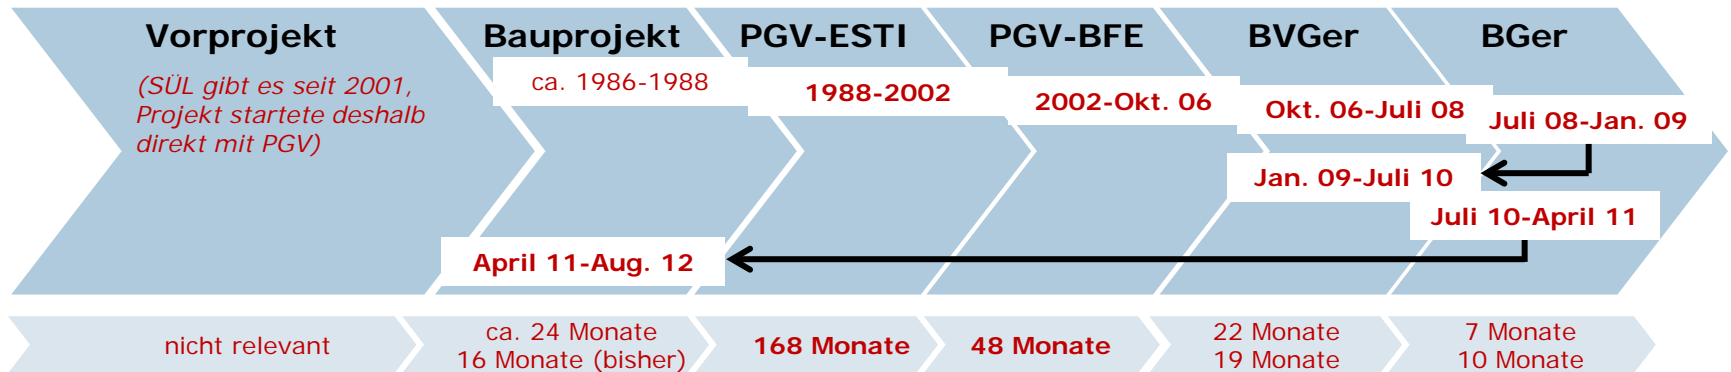 Vorprojekt
(SÜL gibt es seit 2001,
Projekt startete deshalb
direkt mit PGV)
Bauprojekt
ca. 1986-1988
PGV-ESTI
1988-2002
PGV-BFE
2002-Okt. 06
BVGer
Okt. 06-Juli 08
BGer
Juli 08-Jan. 09
Jan. 09-Juli 10
Juli 10-April 11
April 11-Aug. 12
nicht relevant
ca. 24 Monate
16 Monate (bisher)
168 Monate
48 Monate
22 Monate
19 Monate
7 Monate
10 Monate